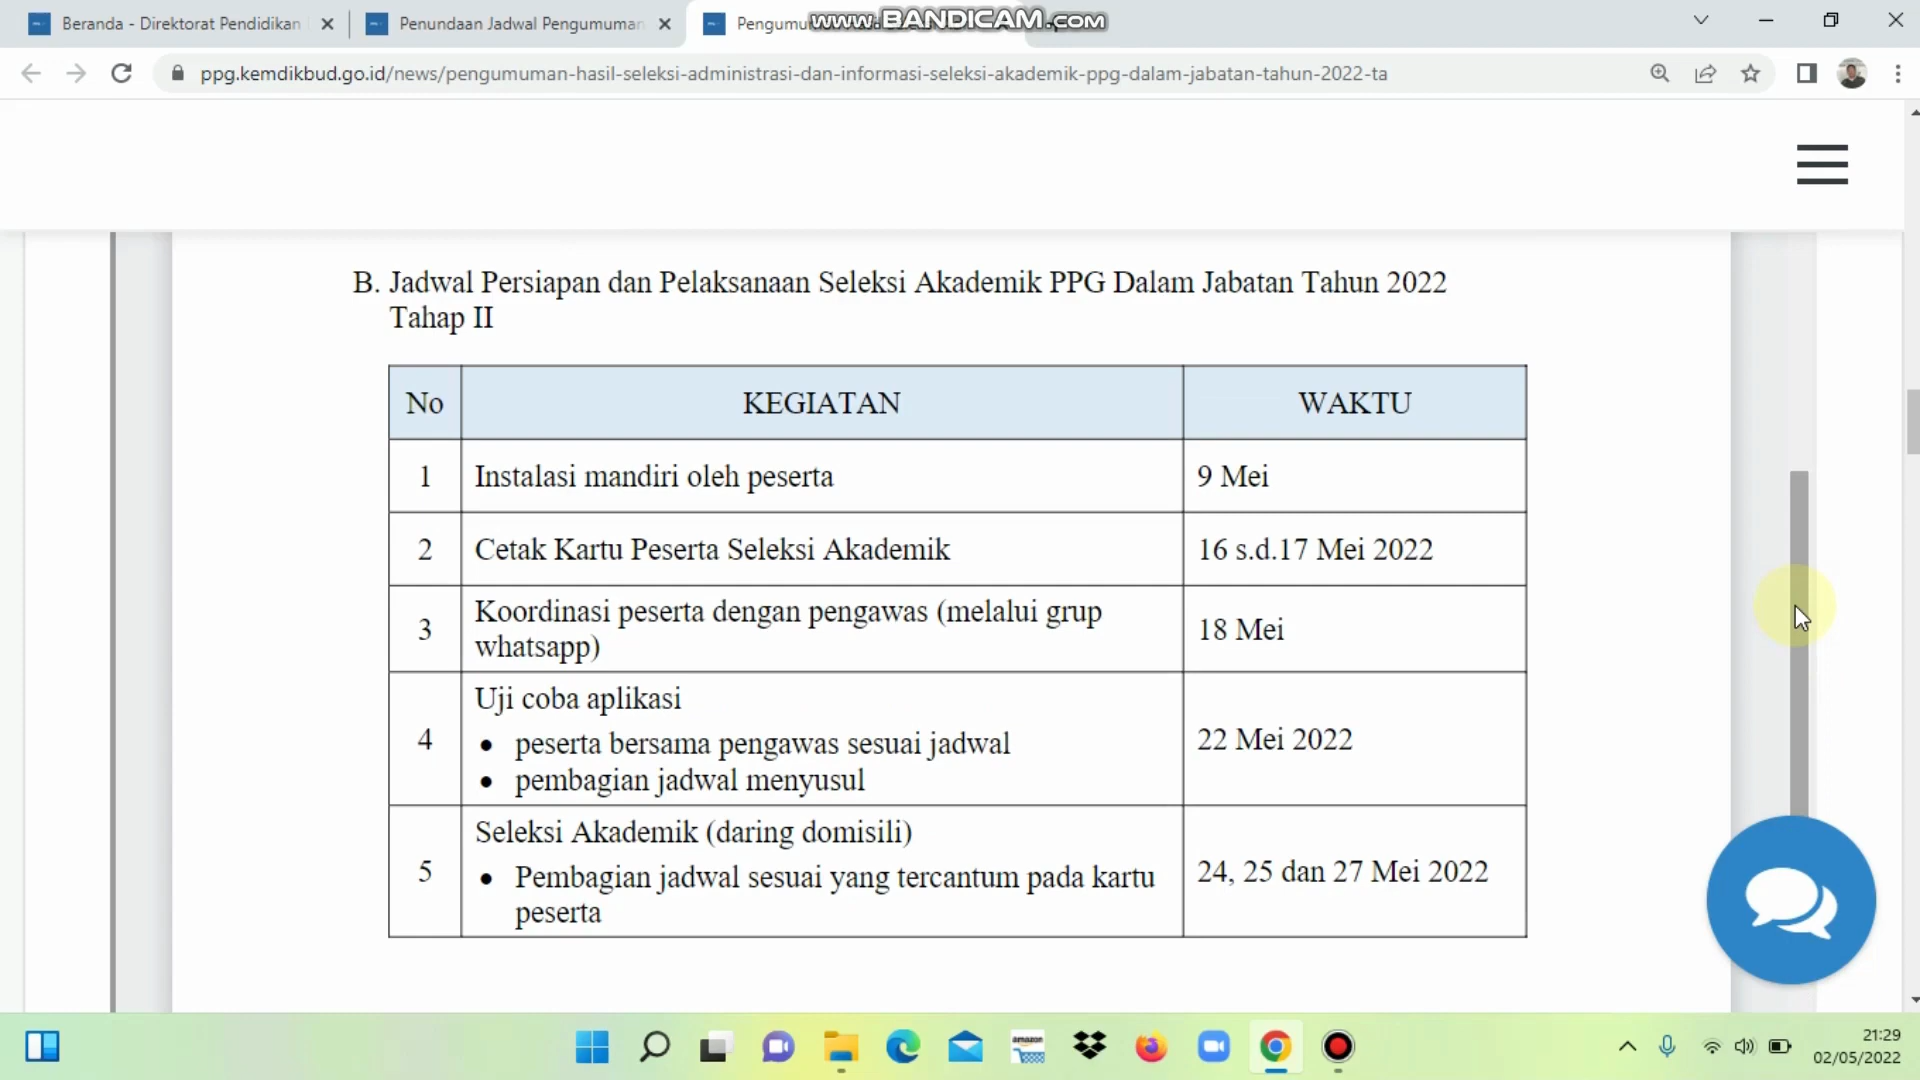 Beranda - Direktorat Pendidikan
Penundaan Jadwal Pengumuman
www.BANDICAM.com
ppg.kemdikbud.go.id/news/pengumuman-hasil-seleksi-administrasi-dan-informasi-seleksi-akademik-ppg-dalam-jabatan-tahun-2022-ta
B. Jadwal Persiapan dan Pelaksanaan Seleksi Akademik PPG Dalam Jabatan Tahun 2022
Tahap II
No KEGIATAN WAKTU
1 Instalasi mandiri oleh peserta 9 Mei
2 Cetak Kartu Peserta Seleksi Akademik 16 s.d.17 Mei 2022
3 Koordinasi peserta dengan pengawas (melalui grup
whatsapp) 18 Mei
4 Uji coba aplikasi
• peserta bersama pengawas sesuai jadwal
• pembagian jadwal menyusul 22 Mei 2022
5 Seleksi Akademik (daring domisili)
• Pembagian jadwal sesuai yang tercantum pada kartu
peserta 24, 25 dan 27 Mei 2022
amazon
21:29
02/05/2022